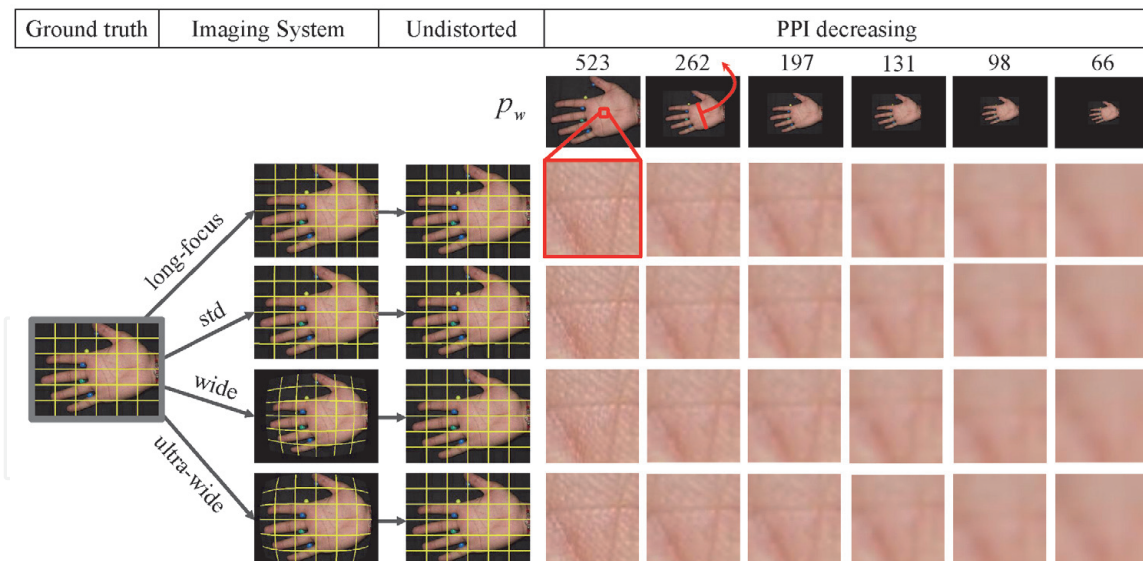 Ground truth Imaging System Undistorted PPI decreasing
523 262 197 131 98 66
p_w
long-focus
std
wide
ultra-wide